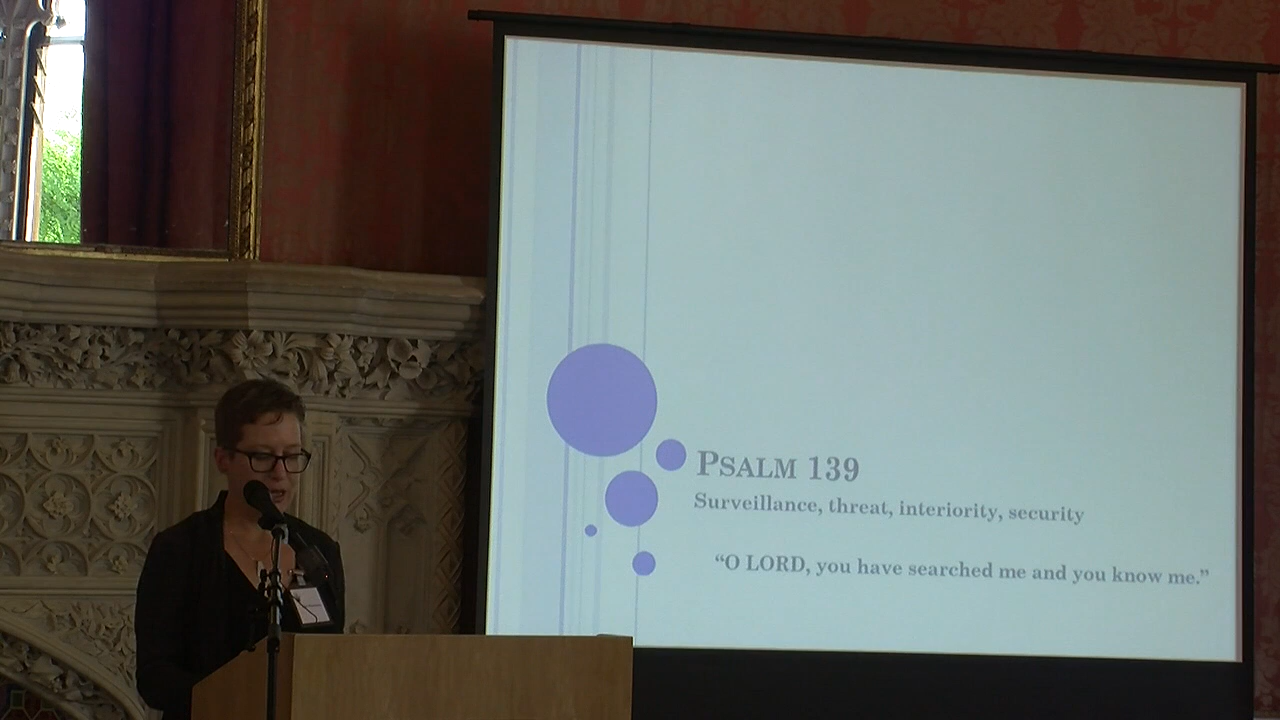 PSALM 139
Surveillance, threat, interiority, security
“O LORD, you have searched me and you know me.”